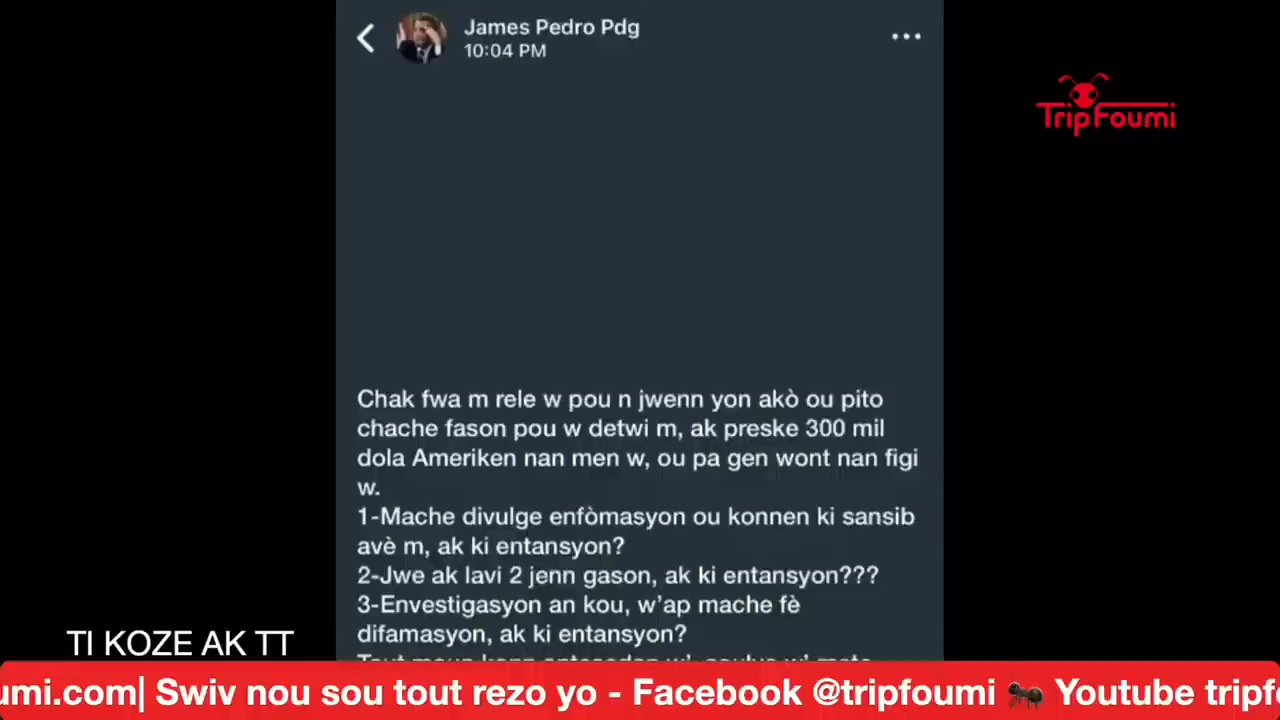 James Pedro Pdg
10:04 PM
TripFoumi
Chak fwa m rele w pou n jwenn yon akò ou pito
chache fason pou w detwi m, ak preske 300 mil
dola Ameriken nan men w, ou pa gen wont nan figi
w.
1-Mache divulge enfòmasyon ou konnen ki sansib
avè m, ak ki entansyon?
2-Jwe ak lavi 2 jenn gason, ak ki entansyon???
3-Envestigasyon an kou, w'ap mache fè
difamasyon, ak ki entansyon?
TI KOZE AK TT
umi.com| Swiv nou sou tout rezo yo - Facebook @tripfoumi 🐜 Youtube tripfo